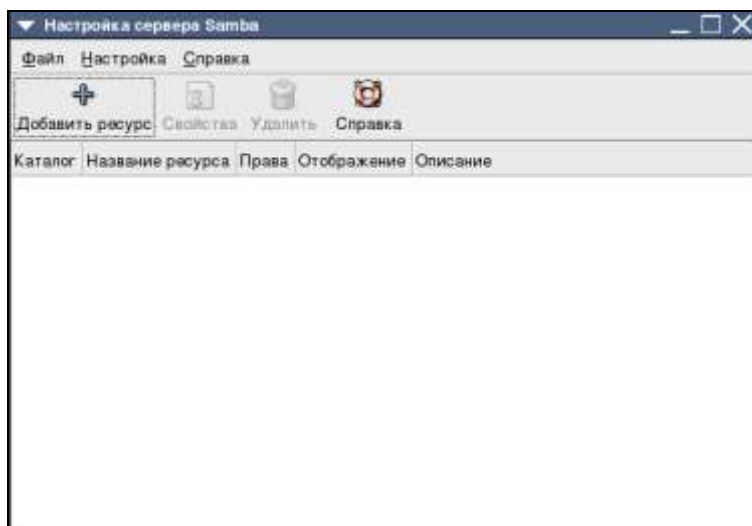 Настройка сервера Samba
Файл Настройка Справка
Добавить ресурс Свойства Удалить Справка
Каталог Название ресурса Права Отображение Описание